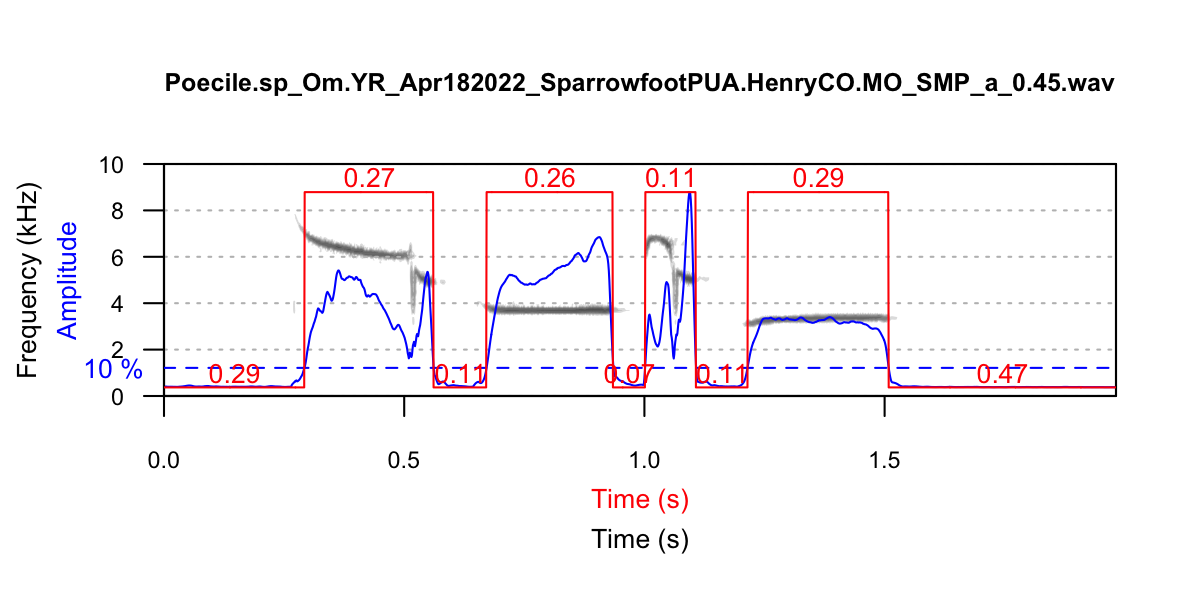 Poecile.sp_Om.YR_Apr182022_SparrowfootPUA.HenryCO.MO_SMP_a_0.45.wav
Frequency (kHz)
Amplitude
10
8
6
4
2
0
10 %
0.27 0.26 0.11 0.29
0.29 0.11 0.07 0.11 0.47
0.0 0.5 1.0 1.5
Time (s)
Time (s)